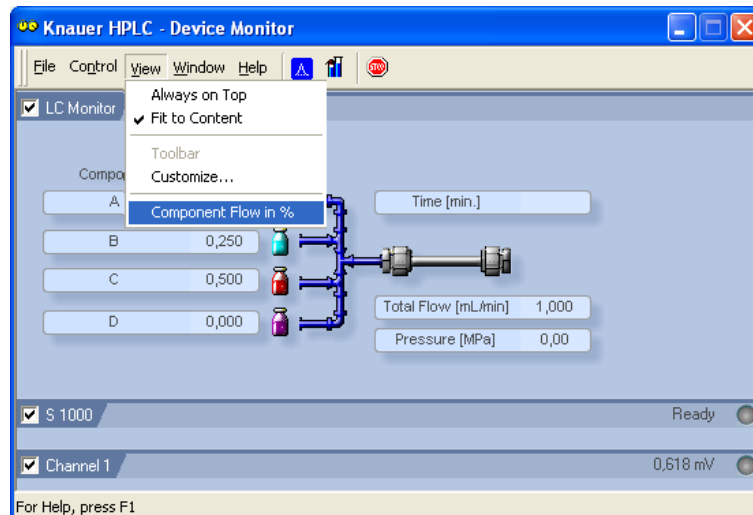 Knauer HPLC - Device Monitor
File Control View Window Help STOP
Always on Top
Fit to Content
Toolbar
Customize...
Component Flow in %
LC Monitor
Compo
A
Time [min.]
B 0,250
C 0,500
D 0,000
Total Flow [mL/min] 1,000
Pressure [MPa] 0,00
S 1000 Ready
Channel 1 0,618 mV
For Help, press F1